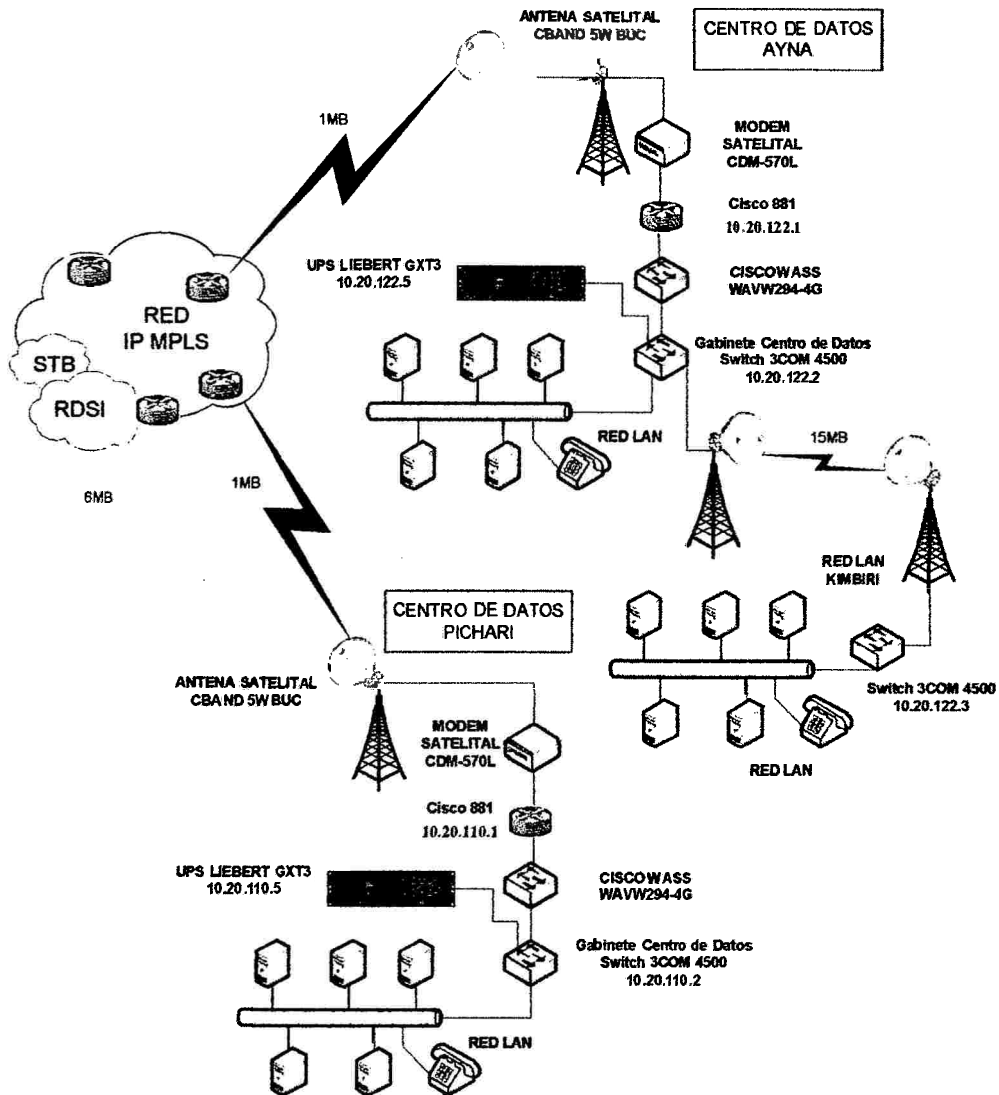 ANTENA SATELITAL
CBAND 5W BUC
CENTRO DE DATOS
AYNA
1MB
MODEM
SATELITAL
CDM-570L
Cisco 881
10.20.122.1
UPS LIEBERT GXT3
10.20.122.5
CISCOWASS
WAVW294-4G
RED
IP MPLS
STB
RDSI
Gabinete Centro de Datos
Switch 3COM 4500
10.20.122.2
RED LAN
15MB
6MB
1MB
RED LAN
KIMBIRI
CENTRO DE DATOS
PICHARI
ANTENA SATELITAL
CBAND 5W BUC
Switch 3COM 4500
10.20.122.3
RED LAN
MODEM
SATELITAL
CDM-570L
Cisco 881
10.20.110.1
UPS LIEBERT GXT3
10.20.110.5
CISCOWASS
WAVW294-4G
Gabinete Centro de Datos
Switch 3COM 4500
10.20.110.2
RED LAN